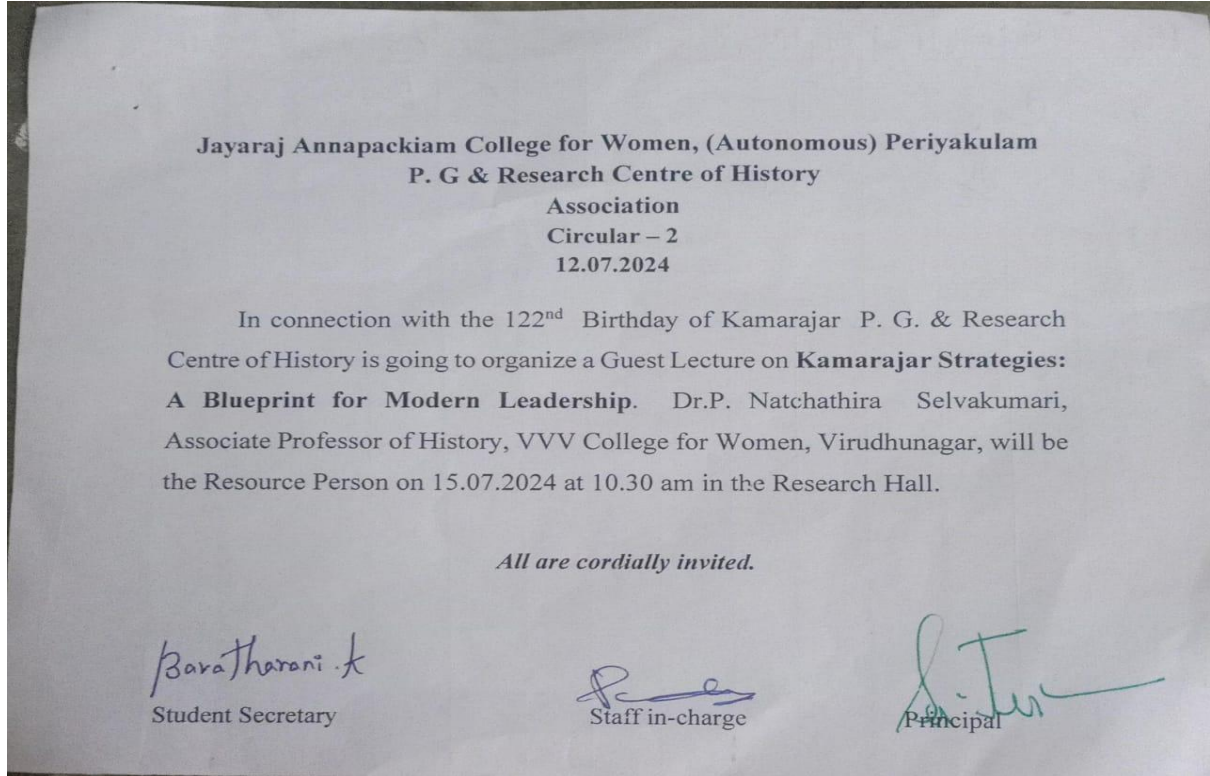 Jayaraj Annapackiam College for Women, (Autonomous) Periyakulam
P. G & Research Centre of History
Association
Circular – 2
12.07.2024
In connection with the 122nd Birthday of Kamarajar P. G. & Research
Centre of History is going to organize a Guest Lecture on Kamarajar Strategies:
A Blueprint for Modern Leadership. Dr.P. Natchathira Selvakumari,
Associate Professor of History, VVV College for Women, Virudhunagar, will be
the Resource Person on 15.07.2024 at 10.30 am in the Research Hall.
All are cordially invited.
Baratharani .k
Student Secretary
Staff in-charge
Principal